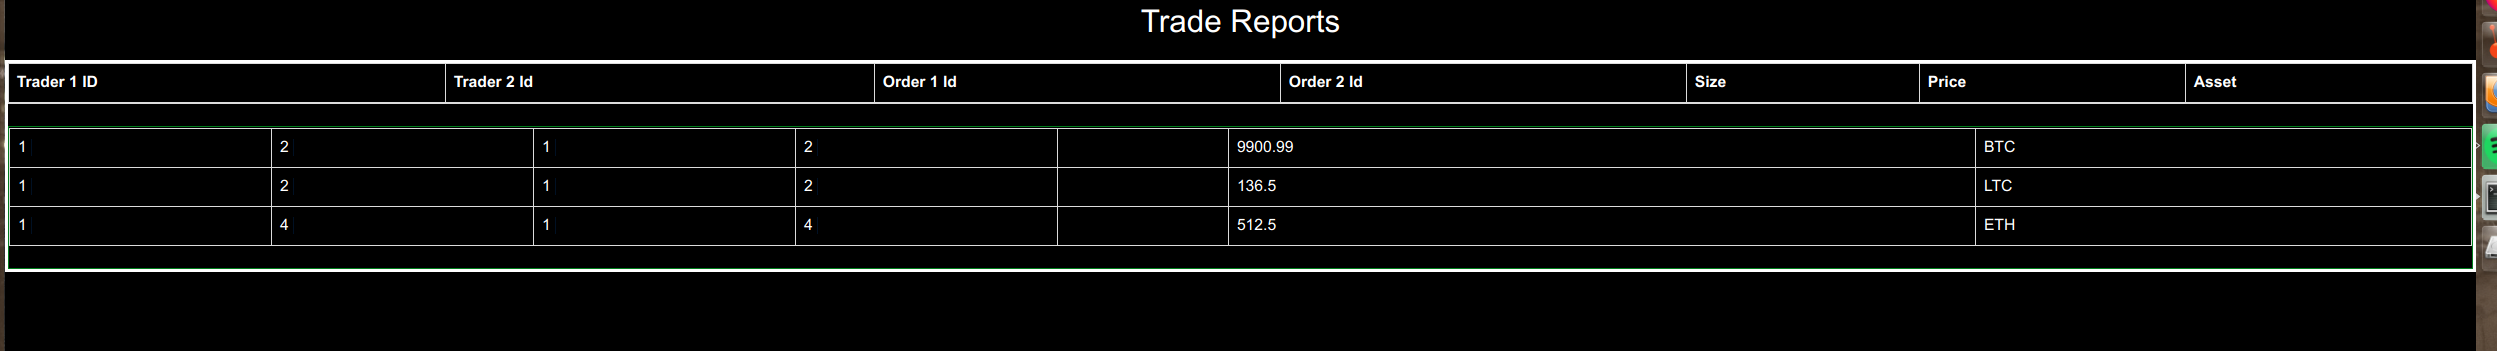 Trade Reports
Trader 1 ID Trader 2 Id Order 1 Id Order 2 Id Size Price Asset
1 2 1 2 9900.99 BTC
1 2 1 2 136.5 LTC
1 4 1 4 512.5 ETH